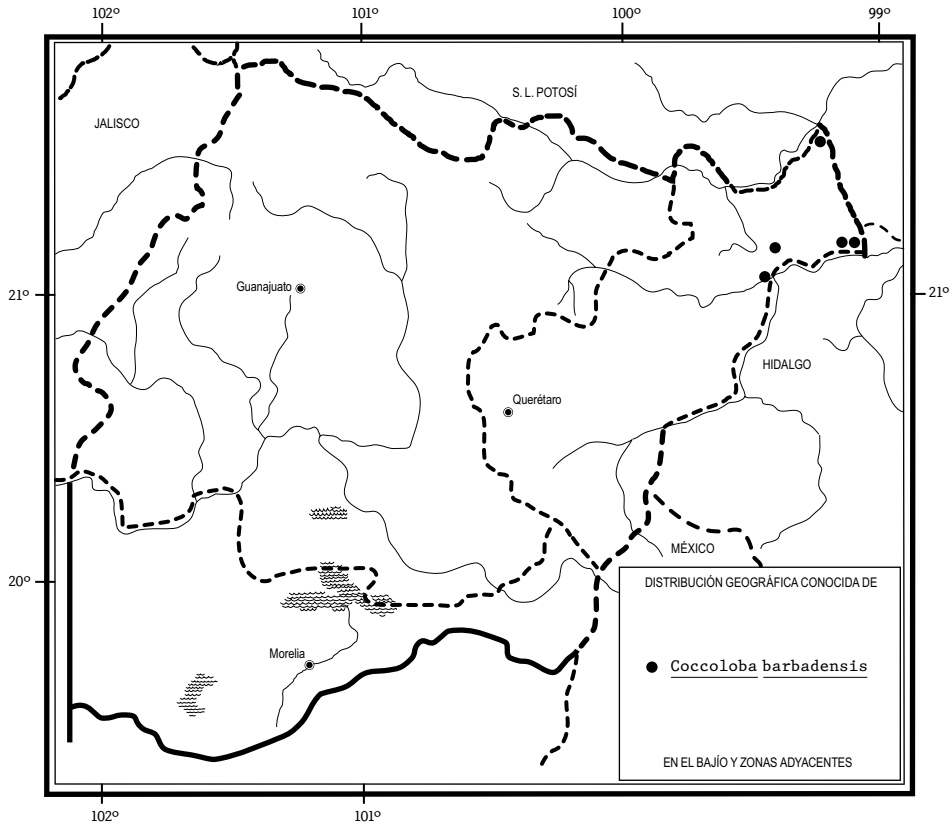 102º
101º
100º
99º
S. L. POTOSÍ
JALISCO
Guanajuato
21º
21º
HIDALGO
Querétaro
MÉXICO
20º
DISTRIBUCIÓN GEOGRÁFICA CONOCIDA DE
Morelia
Coccoloba barbadensis
EN EL BAJÍO Y ZONAS ADYACENTES
102º
101º